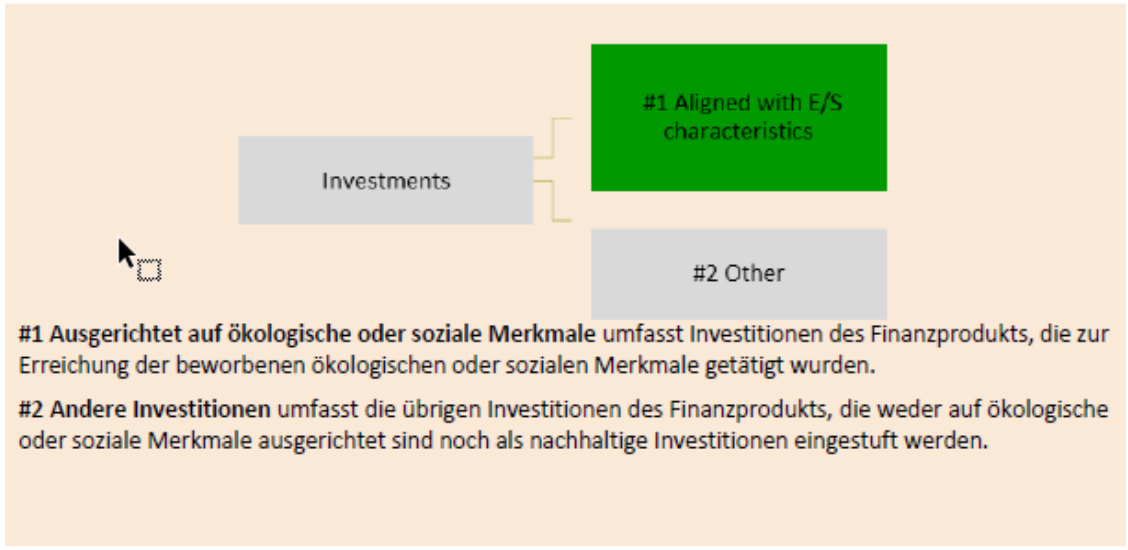 #1 Aligned with E/S
characteristics
Investments
#2 Other
#1 Ausgerichtet auf ökologische oder soziale Merkmale umfasst Investitionen des Finanzprodukts, die zur
Erreichung der beworbenen ökologischen oder sozialen Merkmale getätigt wurden.
#2 Andere Investitionen umfasst die übrigen Investitionen des Finanzprodukts, die weder auf ökologische
oder soziale Merkmale ausgerichtet sind noch als nachhaltige Investitionen eingestuft werden.